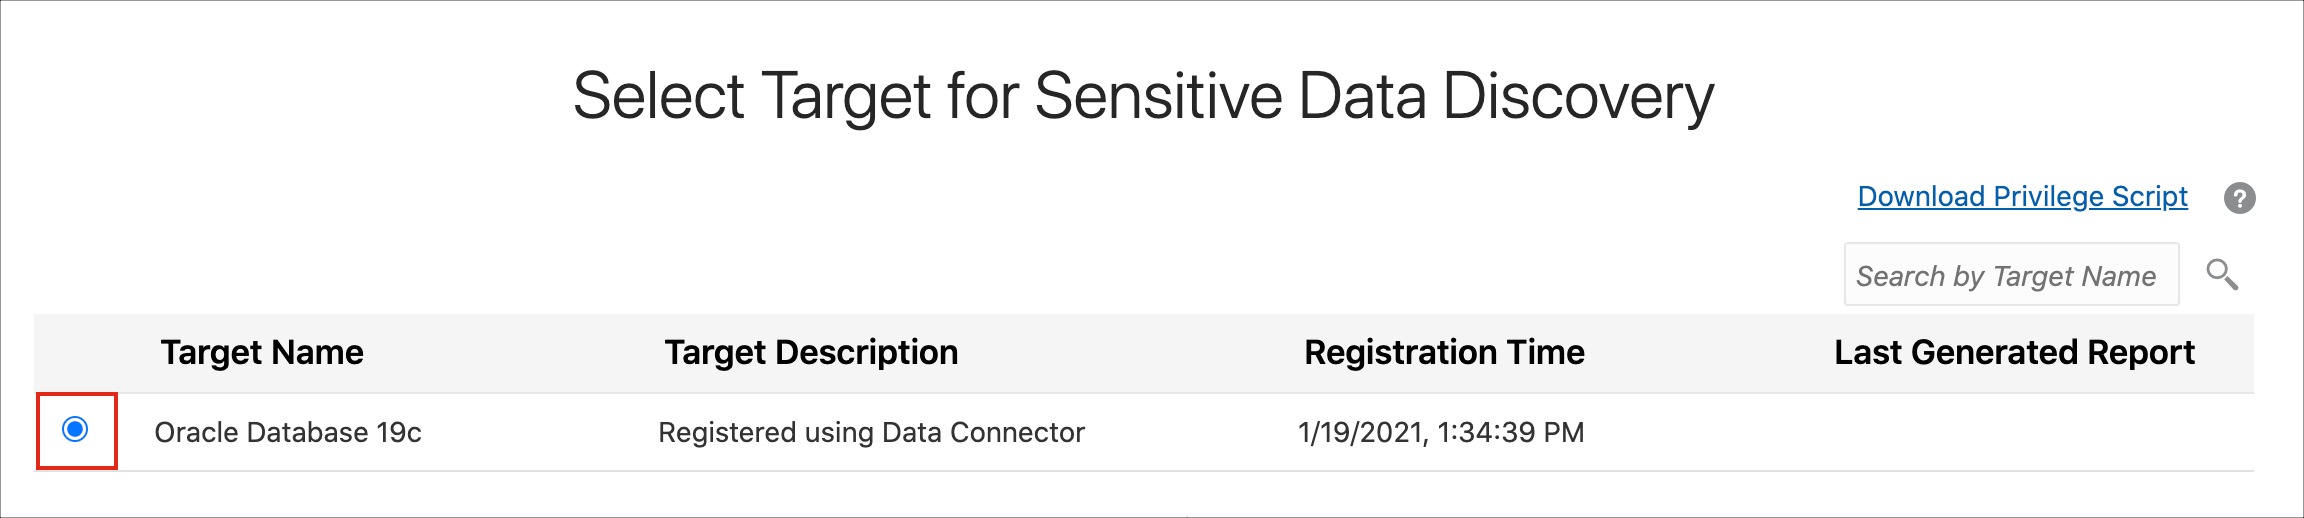 Select Target for Sensitive Data Discovery
Download Privilege Script ?
Search by Target Name
Target Name Target Description Registration Time Last Generated Report
Oracle Database 19c Registered using Data Connector 1/19/2021, 1:34:39 PM